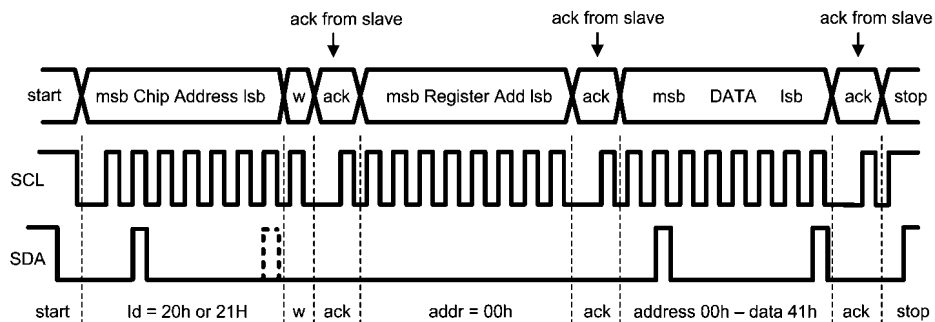 ack from slave ack from slave ack from slave
start msb Chip Address lsb w ack msb Register Add lsb ack msb DATA lsb ack stop
SCL
SDA
start Id = 20h or 21H w ack addr = 00h ack address 00h – data 41h ack stop